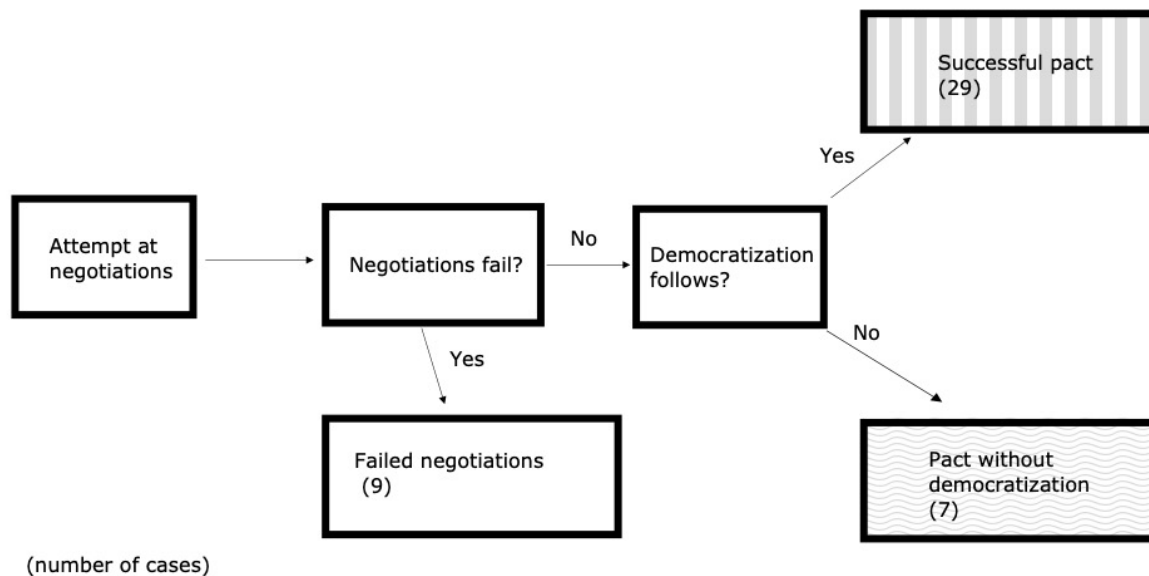 Successful pact
(29)
Yes
Attempt at
negotiations
Negotiations fail?
No
Democratization
follows?
Yes
No
Failed negotiations
(9)
Pact without
democratization
(7)
(number of cases)